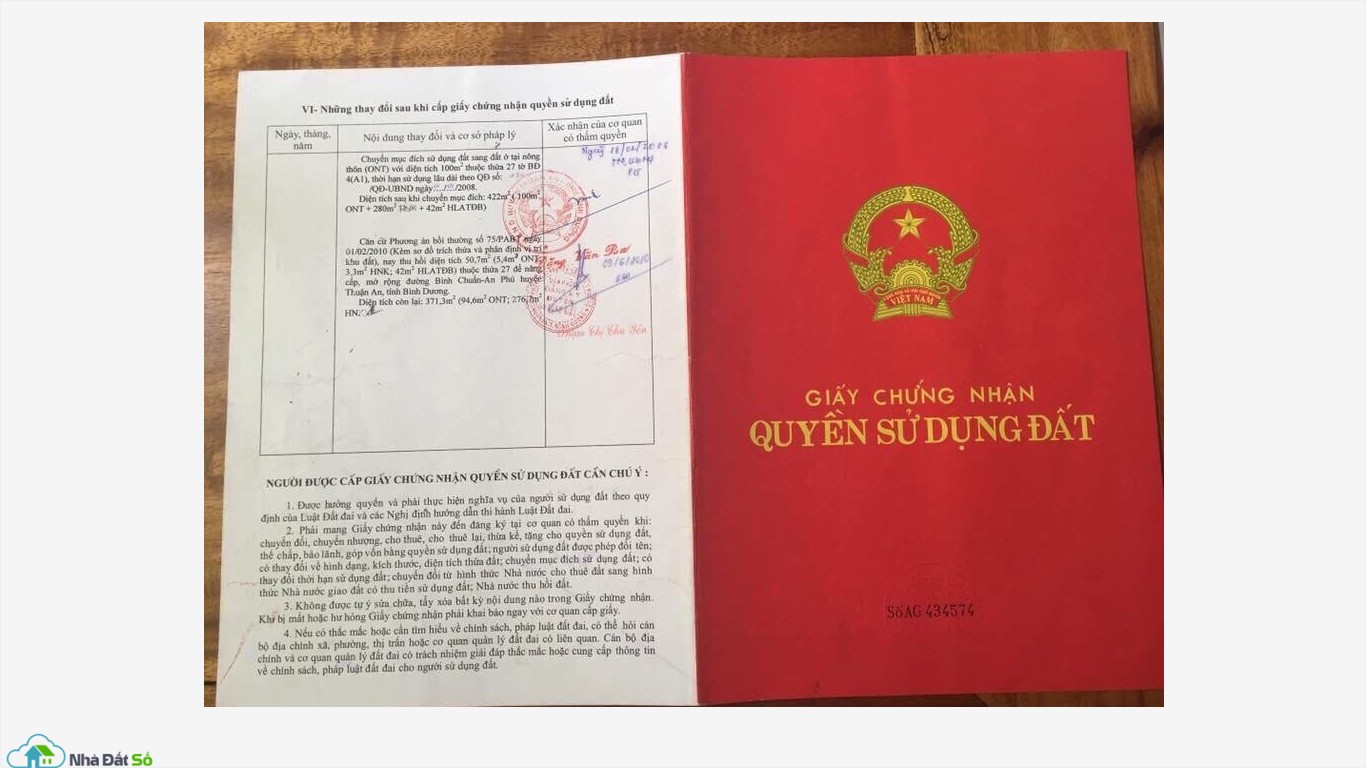 VI- Những thay đổi sau khi cấp giấy chứng nhận quyền sử dụng đất
Ngày, tháng, năm
Nội dung thay đổi và cơ sở pháp lý
Xác nhận của cơ quan có thẩm quyền
Chuyển mục đích sử dụng đất sang đất ở tại nông
thôn (ONT) với diện tích 100m² thuộc thửa 27 tờ BĐ
4(A1), thời hạn sử dụng lâu dài theo QĐ số:
/QĐ-UBND ngày /2008.
Diện tích sau khi chuyển mục đích: 422m² (100m²
ONT + 280m² + 42m² HLATĐB)
Căn cứ Phương án bồi thường số 75/PABT ngày
01/02/2010 (Kèm sơ đồ trích thửa và phân định vị trí
khu đất), nay thu hồi diện tích 50,7m² (5,4m² ONT;
3,3m² HNK; 42m² HLATĐB) thuộc thửa 27 để nâng
cấp, mở rộng đường Bình Chuẩn-An Phú huyện
Thuận An, tỉnh Bình Dương.
Diện tích còn lại: 371,3m² (94,6m² ONT; 276,7m²
Phạm Thị Thu Yến
NGƯỜI ĐƯỢC CẤP GIẤY CHỨNG NHẬN QUYỀN SỬ DỤNG ĐẤT CẦN CHÚ Ý :
1. Được hưởng quyền và phải thực hiện nghĩa vụ của người sử dụng đất theo quy
định của Luật Đất đai và các Nghị định hướng dẫn thi hành Luật Đất đai.
2. Phải mang Giấy chứng nhận này đến đăng ký tại cơ quan có thẩm quyền khi:
chuyển đổi, chuyển nhượng, cho thuê, cho thuê lại, thừa kế, tặng cho quyền sử dụng đất,
thế chấp, bảo lãnh, góp vốn bằng quyền sử dụng đất; người sử dụng đất được phép đổi tên;
có thay đổi về hình dạng, kích thước, diện tích thửa đất; chuyển mục đích sử dụng đất; có
thay đổi thời hạn sử dụng đất; chuyển đổi từ hình thức Nhà nước cho thuê đất sang hình
thức Nhà nước giao đất có thu tiền sử dụng đất; Nhà nước thu hồi đất.
3. Không được tự ý sửa chữa, tẩy xóa bất kỳ nội dung nào trong Giấy chứng nhận.
Khi bị mất hoặc hư hỏng Giấy chứng nhận phải khai báo ngay với cơ quan cấp giấy.
4. Nếu có thắc mắc hoặc cần tìm hiểu về chính sách, pháp luật đất đai, có thể hỏi cán
bộ địa chính xã, phường, thị trấn hoặc cơ quan quản lý đất đai có liên quan. Cán bộ địa
chính và cơ quan quản lý đất đai có trách nhiệm giải đáp thắc mắc hoặc cung cấp thông tin
về chính sách, pháp luật đất đai cho người sử dụng đất.
VIỆT NAM
GIẤY CHỨNG NHẬN
QUYỀN SỬ DỤNG ĐẤT
Số AG 434574
Nhà Đất Số